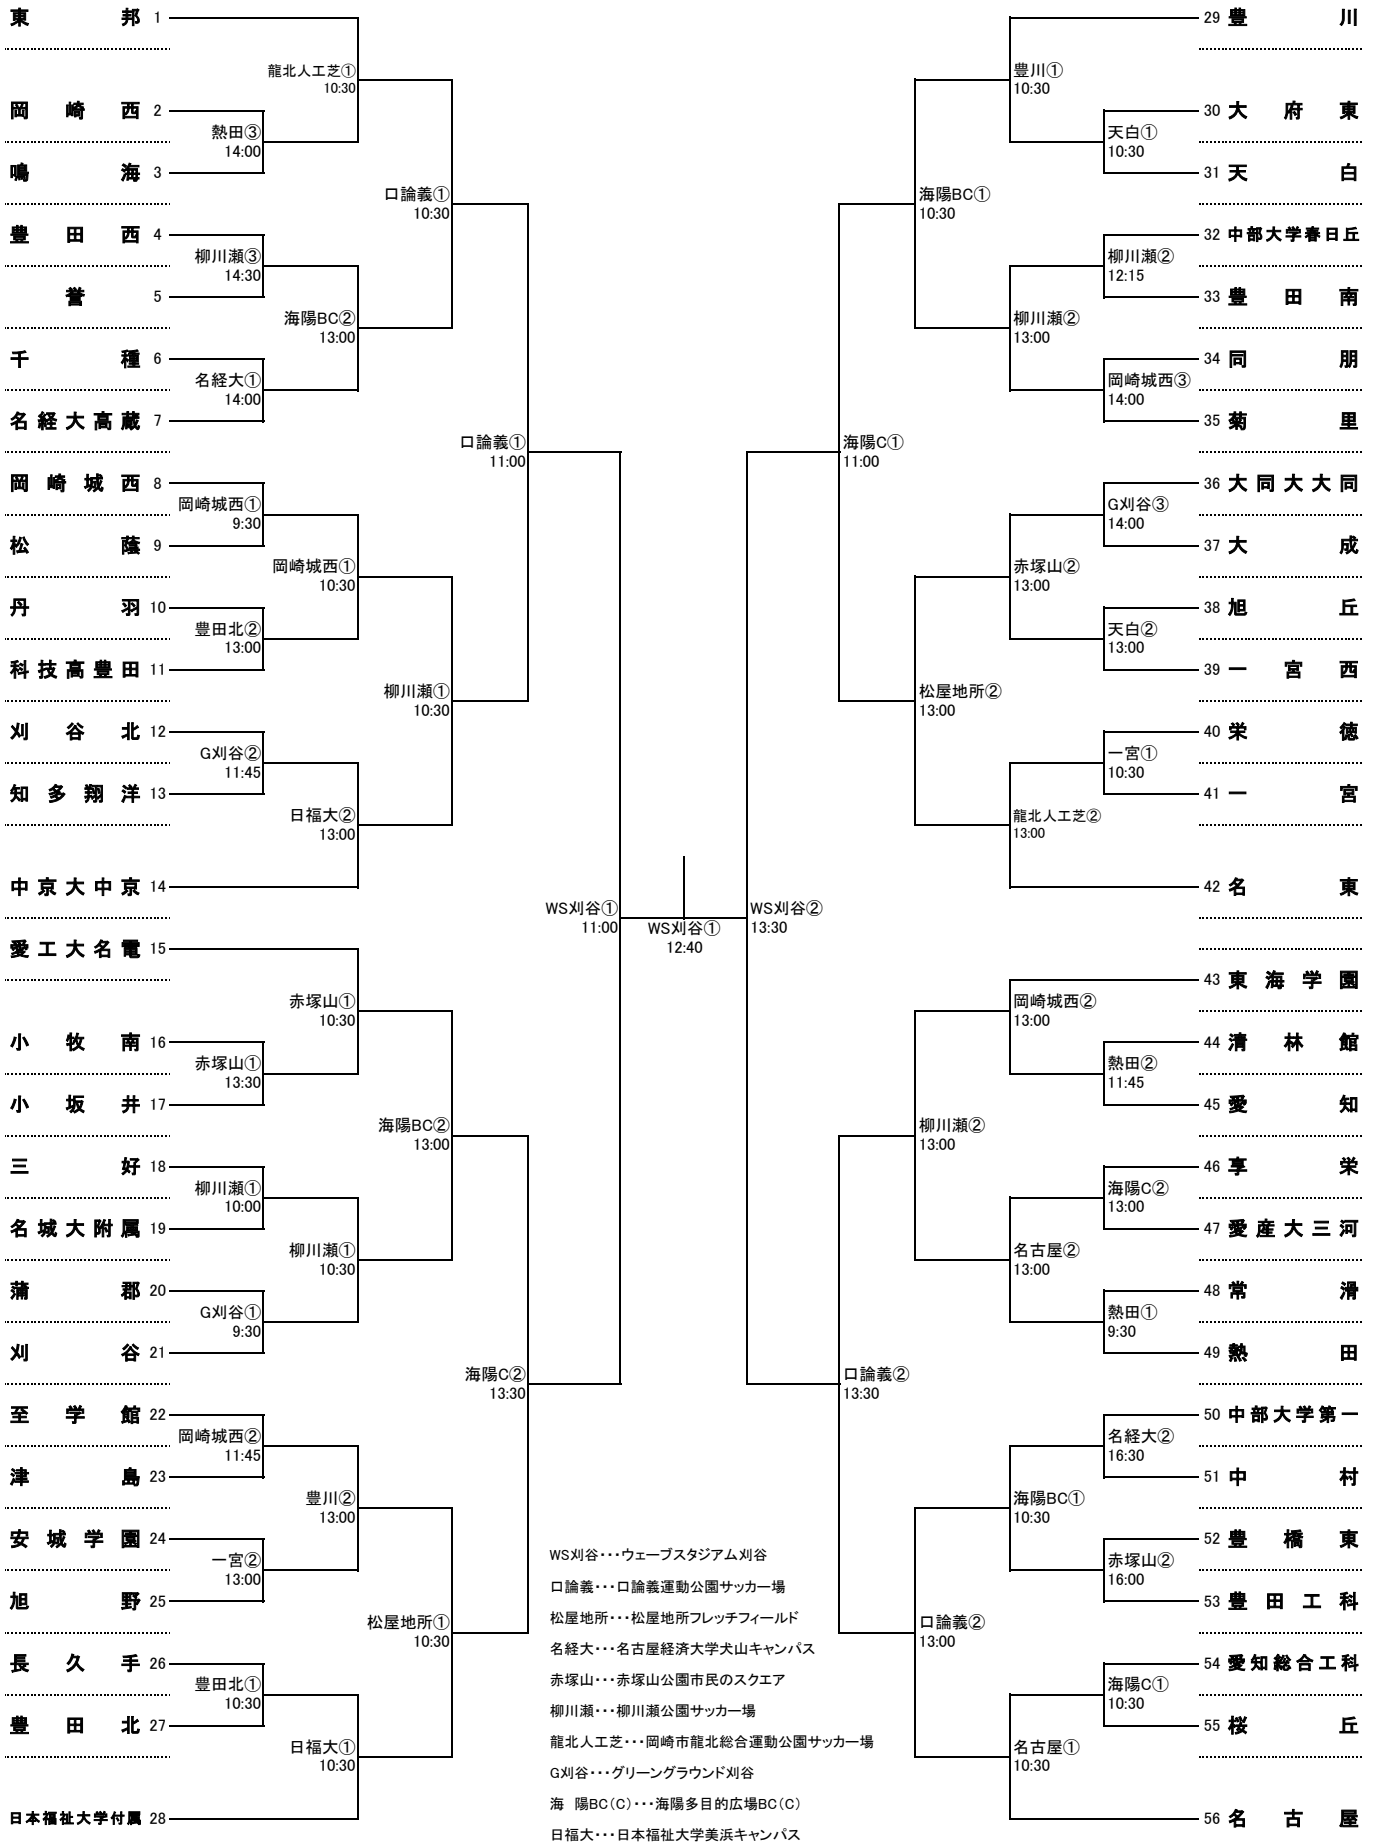 東邦 1
龍北人工芝①
10:30
岡崎西 2
熱田③
14:00
鳴海 3
口論義①
10:30
豊田西 4
柳川瀬③
14:30
誉 5
海陽BC②
13:00
千種 6
名経大①
14:00
名経大高蔵 7
口論義①
11:00
岡崎城西 8
岡崎城西①
9:30
松蔭 9
岡崎城西①
10:30
丹羽 10
豊田北②
13:00
科技高豊田 11
柳川瀬①
10:30
刈谷北 12
G刈谷②
11:45
知多翔洋 13
日福大②
13:00
中京大中京 14
WS刈谷①
11:00
愛工大名電 15
赤塚山①
10:30
小牧南 16
赤塚山①
13:30
小坂井 17
海陽BC②
13:00
三好 18
柳川瀬①
10:00
名城大附属 19
柳川瀬①
10:30
蒲郡 20
G刈谷①
9:30
刈谷 21
海陽C②
13:30
至学館 22
岡崎城西②
11:45
津島 23
豊川②
13:00
安城学園 24
一宮②
13:00
旭野 25
松屋地所①
10:30
長久手 26
豊田北①
10:30
豊田北 27
日福大①
10:30
日本福祉大学付属 28
WS刈谷①
12:40
29 豊川
豊川①
10:30
30 大府東
天白①
10:30
31 天白
海陽BC①
10:30
32 中部大学春日丘
柳川瀬②
12:15
33 豊田南
柳川瀬②
13:00
34 同朋
岡崎城西③
14:00
35 菊里
海陽C①
11:00
36 大同大大同
G刈谷③
14:00
37 大成
赤塚山②
13:00
38 旭丘
天白②
13:00
39 一宮西
松屋地所②
13:00
40 栄徳
一宮①
10:30
41 一宮
龍北人工芝②
13:00
42 名東
WS刈谷②
13:30
43 東海学園
岡崎城西②
13:00
44 清林館
熱田②
11:45
45 愛知
柳川瀬②
13:00
46 享栄
海陽C②
13:00
47 愛産大三河
名古屋②
13:00
48 常滑
熱田①
9:30
49 熱田
口論義②
13:30
50 中部大学第一
名経大②
16:30
51 中村
海陽BC①
10:30
52 豊橋東
赤塚山②
16:00
53 豊田工科
口論義②
13:00
54 愛知総合工科
海陽C①
10:30
55 桜丘
名古屋①
10:30
56 名古屋
WS刈谷・・・ウェーブスタジアム刈谷
口論義・・・口論義運動公園サッカー場
松屋地所・・・松屋地所フレッチフィールド
名経大・・・名古屋経済大学犬山キャンパス
赤塚山・・・赤塚山公園市民のスクエア
柳川瀬・・・柳川瀬公園サッカー場
龍北人工芝・・・岡崎市龍北総合運動公園サッカー場
G刈谷・・・グリーングラウンド刈谷
海　陽BC(C)・・・海陽多目的広場BC(C)
日福大・・・日本福祉大学美浜キャンパス